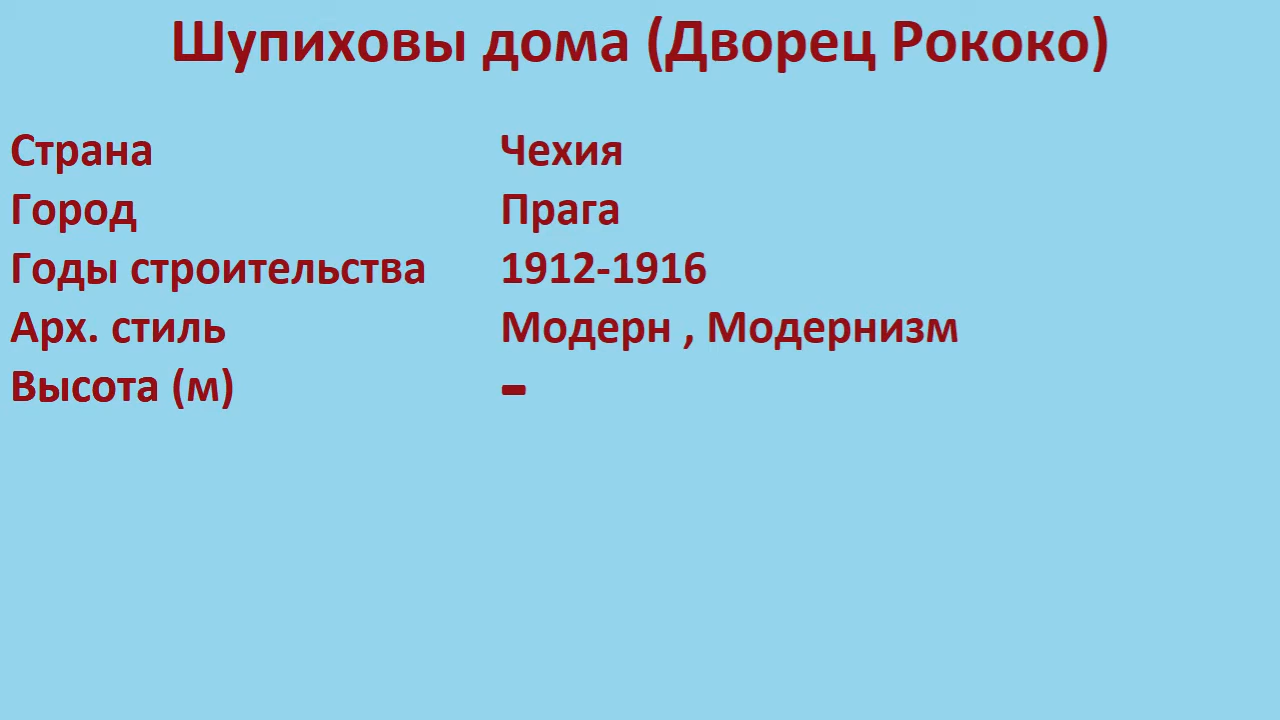 Шупиховы дома (Дворец Рококо)
Страна Чехия
Город Прага
Годы строительства 1912-1916
Арх. стиль Модерн , Модернизм
Высота (м) -